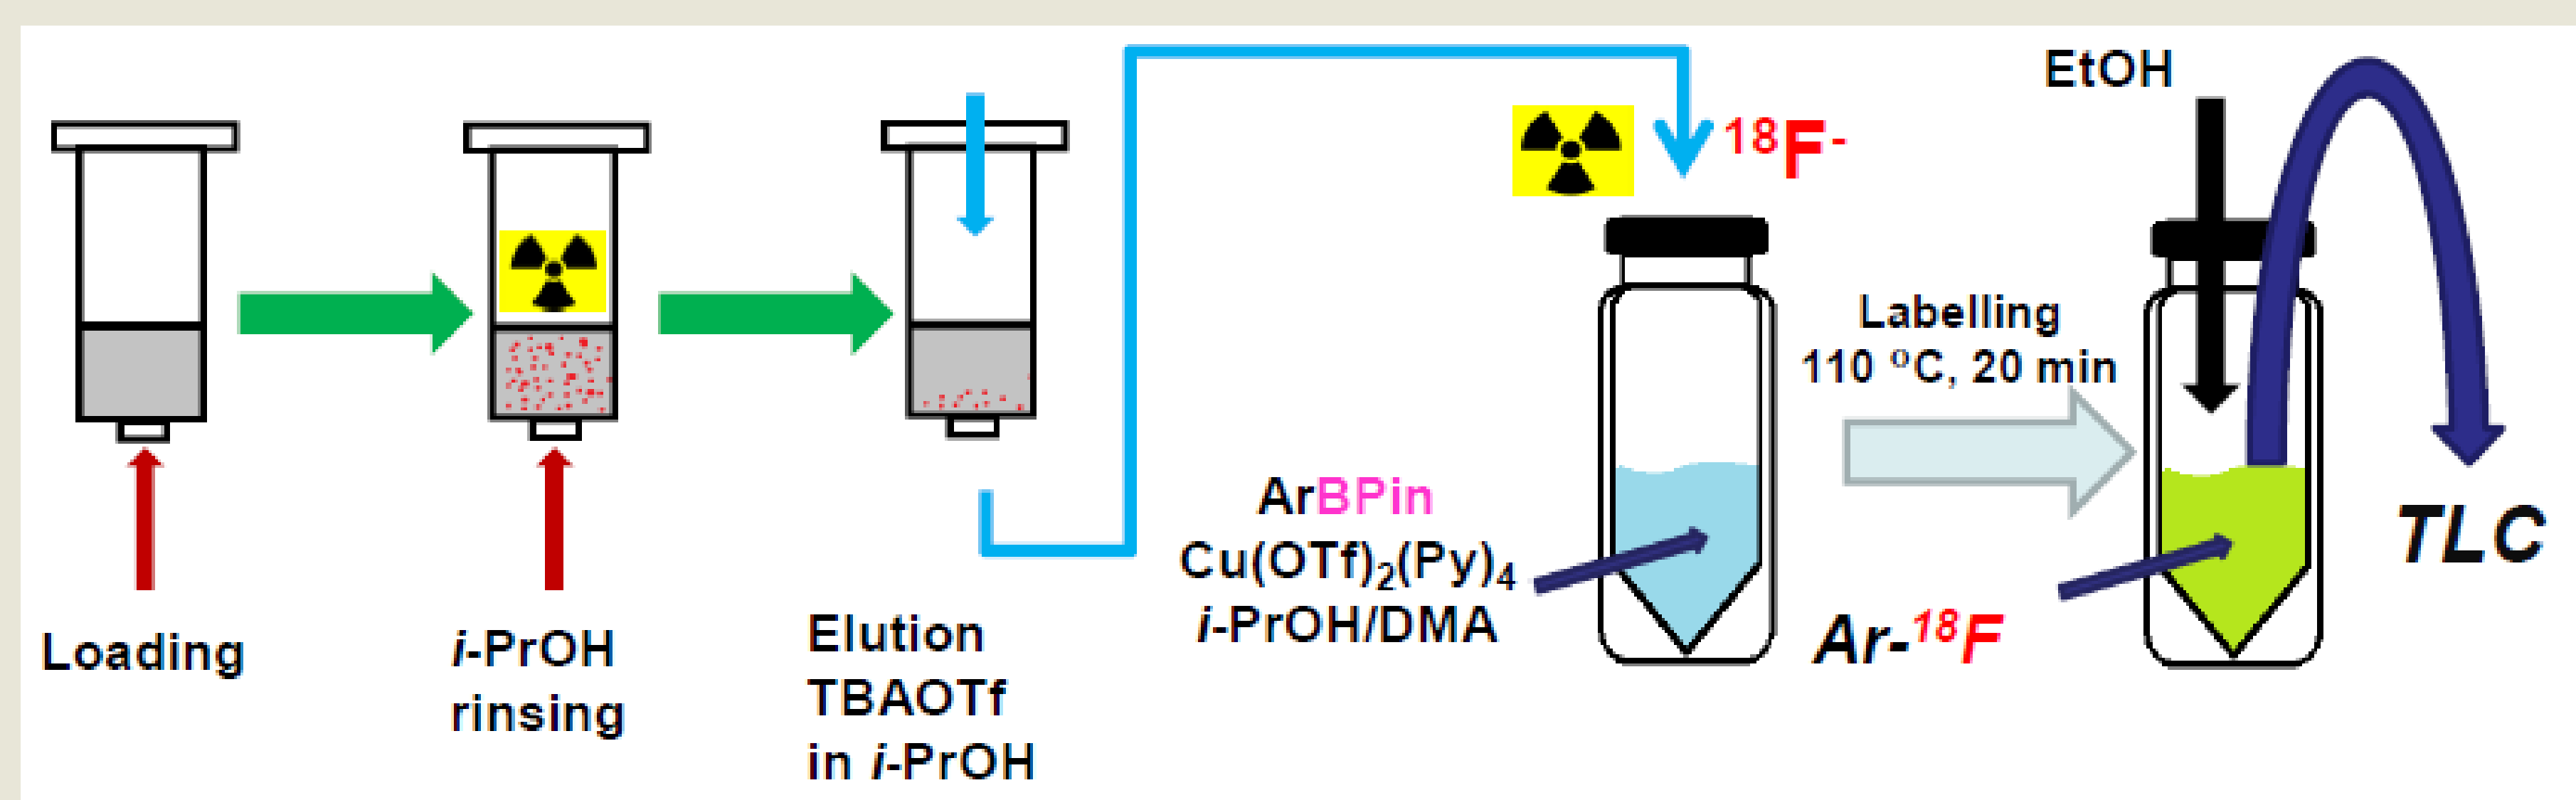 Loading
i-PrOH
rinsing
Elution
TBAOTf
in i-PrOH
ArBPin
Cu(OTf)₂(Py)₄
i-PrOH/DMA
¹⁸F⁻
Labelling
110 °C, 20 min
Ar-¹⁸F
EtOH
TLC